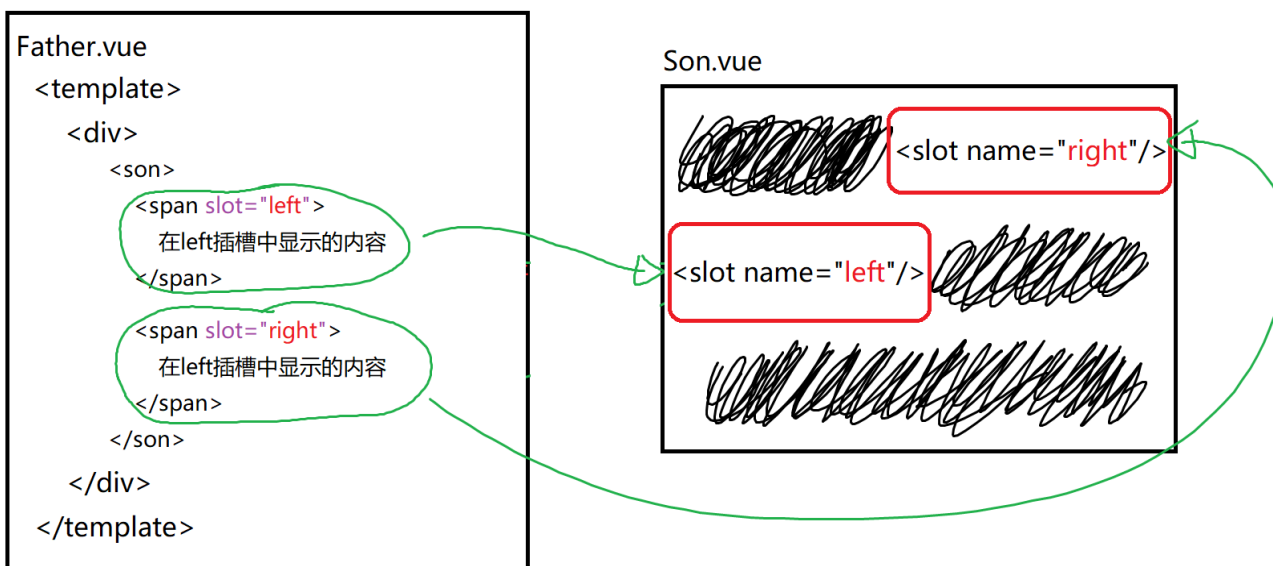 Father.vue
<template>
<div>
<son>
<span slot="left">
在left插槽中显示的内容
</span>
<span slot="right">
在left插槽中显示的内容
</span>
</son>
</div>
</template>
Son.vue
<slot name="right"/>
<slot name="left"/>